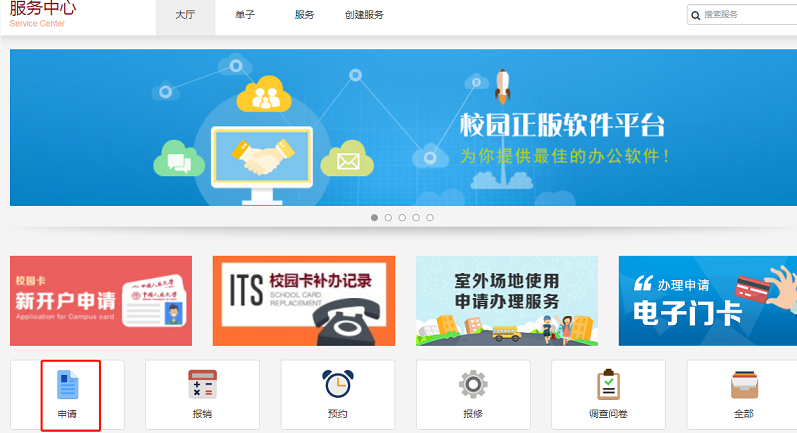 服务中心
Service Center
大厅
单子
服务
创建服务
搜索服务
校园正版软件平台
为你提供最佳的办公软件！
校园卡
新开户申请
Application for Campus card
ITS 校园卡补办记录
SCHOOL CARD
REPLACEMENT
室外场地使用
申请办理服务
办理申请
电子门卡
申请
报销
预约
报修
调查问卷
全部